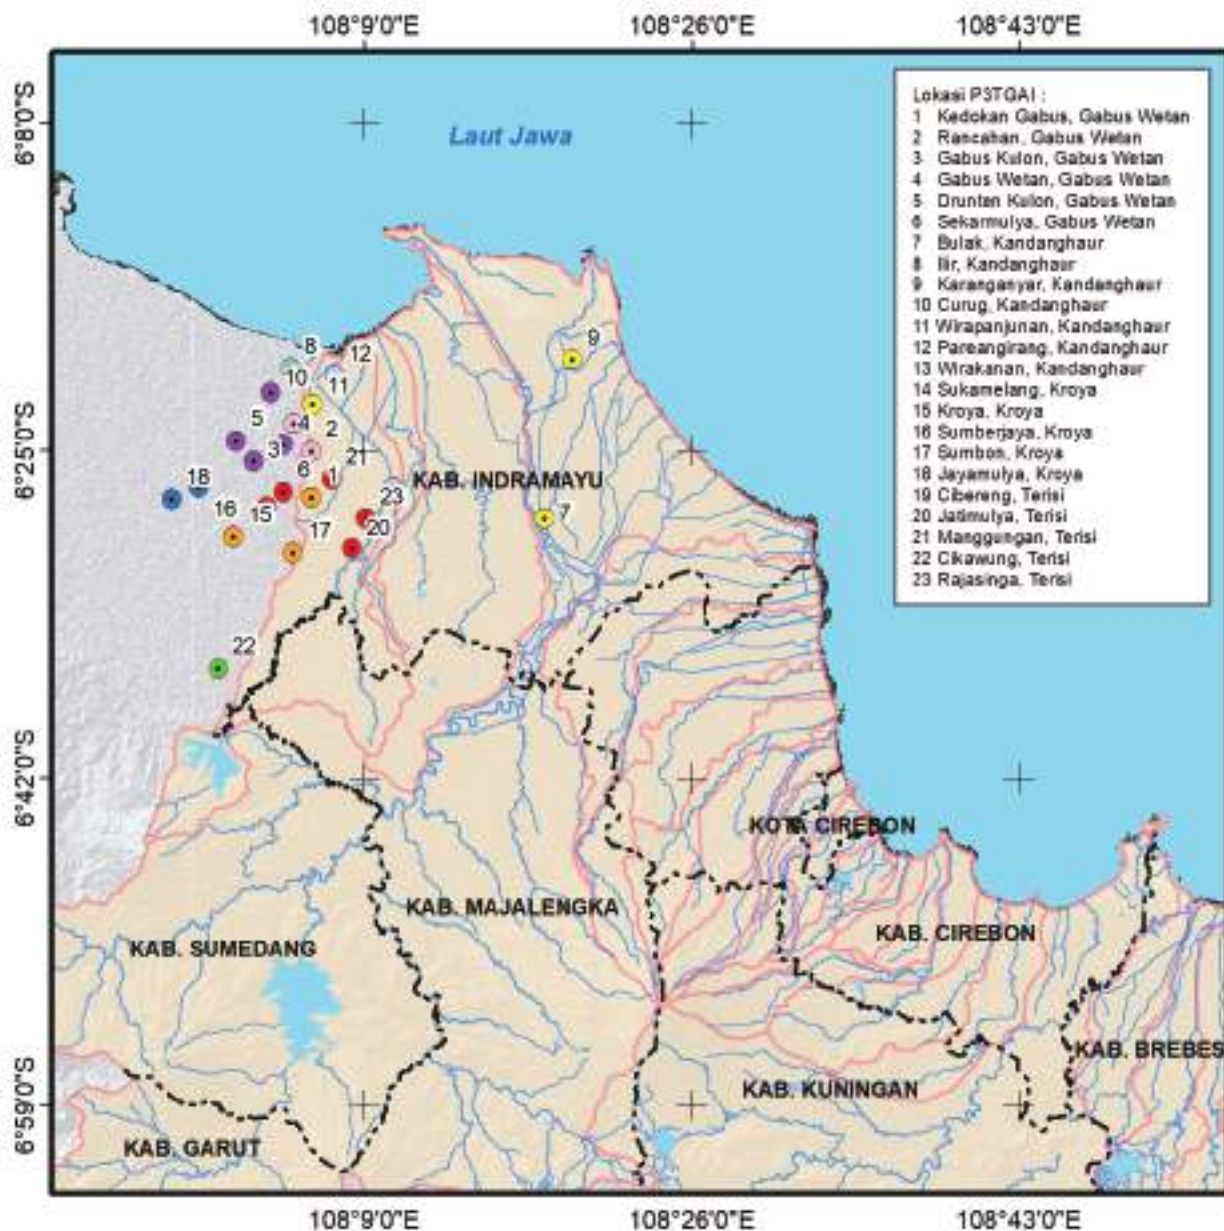 108°9'0"E
108°26'0"E
108°43'0"E
6°8'0"S
Laut Jawa
Lokasi P3TGAI :
1 Kedokan Gabus, Gabus Wetan
2 Rancahan, Gabus Wetan
3 Gabus Kulon, Gabus Wetan
4 Gabus Wetan, Gabus Wetan
5 Drunten Kulon, Gabus Wetan
6 Sekarmulya, Gabus Wetan
7 Bulak, Kandanghaur
8 Ilir, Kandanghaur
9 Karanganyar, Kandanghaur
10 Curug, Kandanghaur
11 Wirapanjunan, Kandanghaur
12 Pareangirang, Kandanghaur
13 Wirakanan, Kandanghaur
14 Sukamelang, Kroya
15 Kroya, Kroya
16 Sumberjaya, Kroya
17 Sumbon, Kroya
18 Jayamulya, Kroya
19 Cibereng, Terisi
20 Jatimulya, Terisi
21 Manggungan, Terisi
22 Cikawung, Terisi
23 Rajasinga, Terisi
9
8
12
10
11
5
4
2
6°25'0"S
3
21
6
1
18
KAB. INDRAMAYU
23
16
15
17
20
7
22
6°42'0"S
KOTA CIREBON
KAB. MAJALENGKA
KAB. SUMEDANG
KAB. CIREBON
KAB. BREBES
KAB. KUNINGAN
6°59'0"S
KAB. GARUT
108°9'0"E
108°26'0"E
108°43'0"E